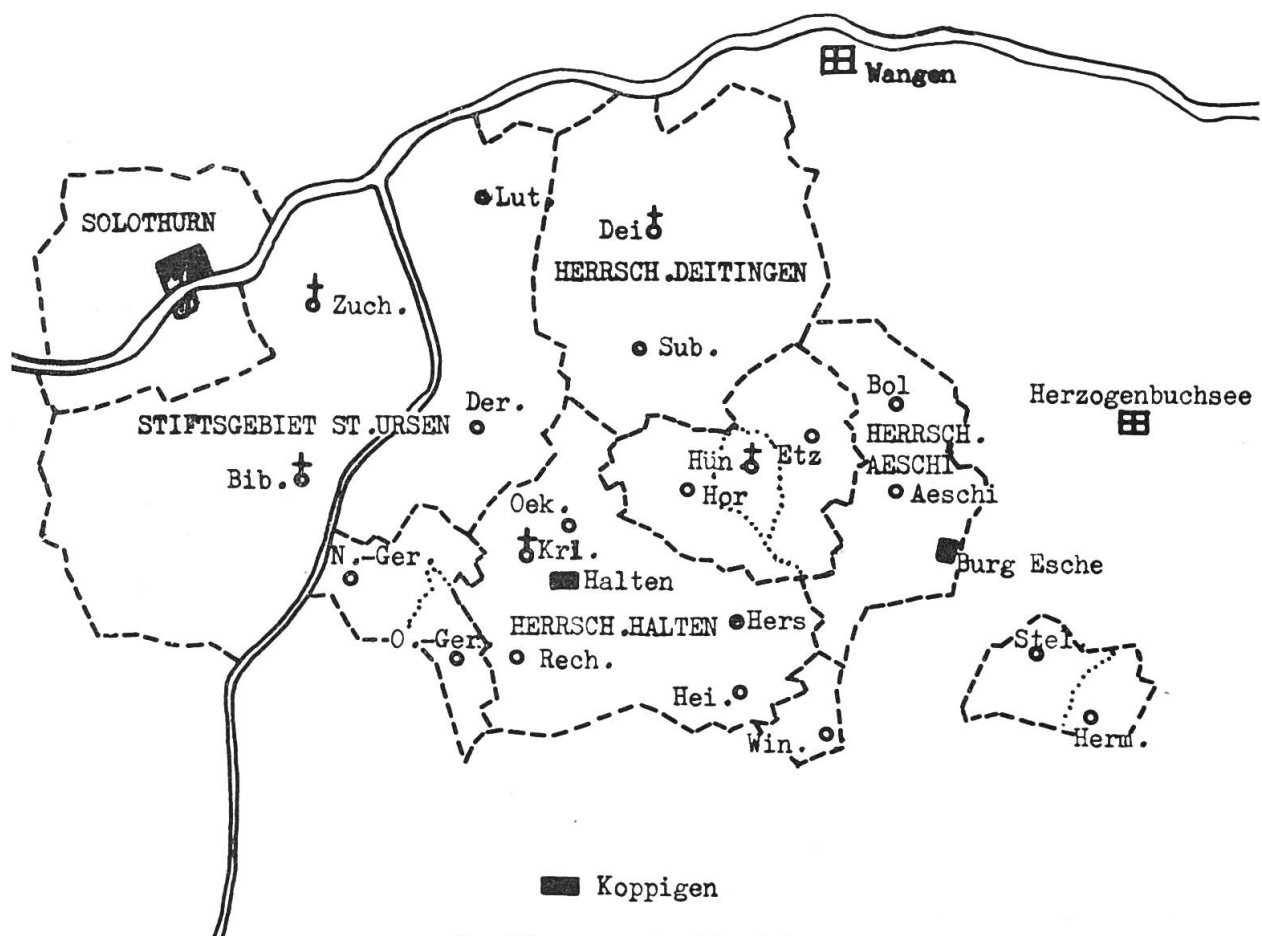 Wangen
Lut.
SOLOTHURN
Dei
HERRSCH.DEITINGEN
Zuch.
Sub.
Bol
Herzogenbuchsee
Der.
STIFTSGEBIET ST.URSEN
HERRSCH.
AESCHI
Etz
Hün.
Bib.
Hor
Aeschi
Oek.
Kri.
N.-Ger.
Halten
Burg Esche
HERRSCH.HALTEN
Hers
O.-Ger.
Rech.
Stel
Hei.
Win.
Herm.
Koppigen